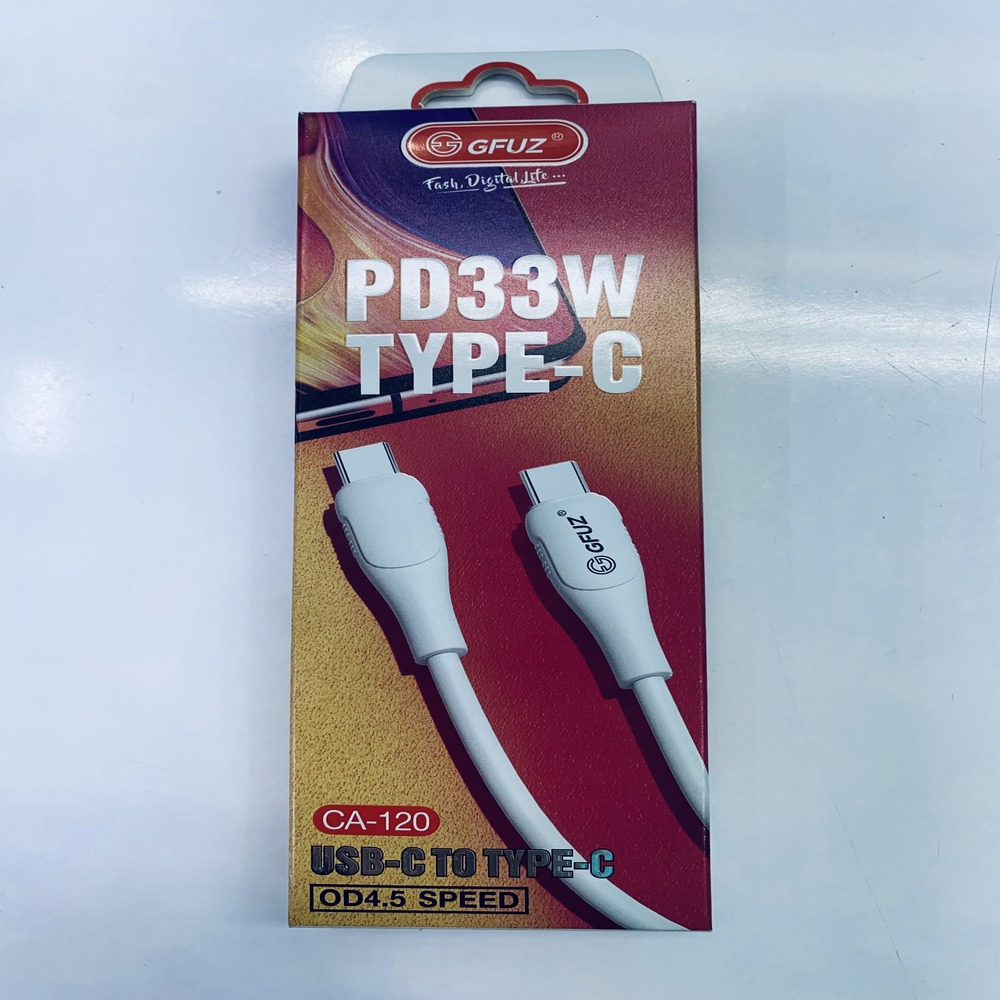 GFUZ®
Fash, Digital, Life ...
PD33W
TYPE-C
GFUZ®
CA-120
USB-C TO TYPE-C
OD4.5 SPEED